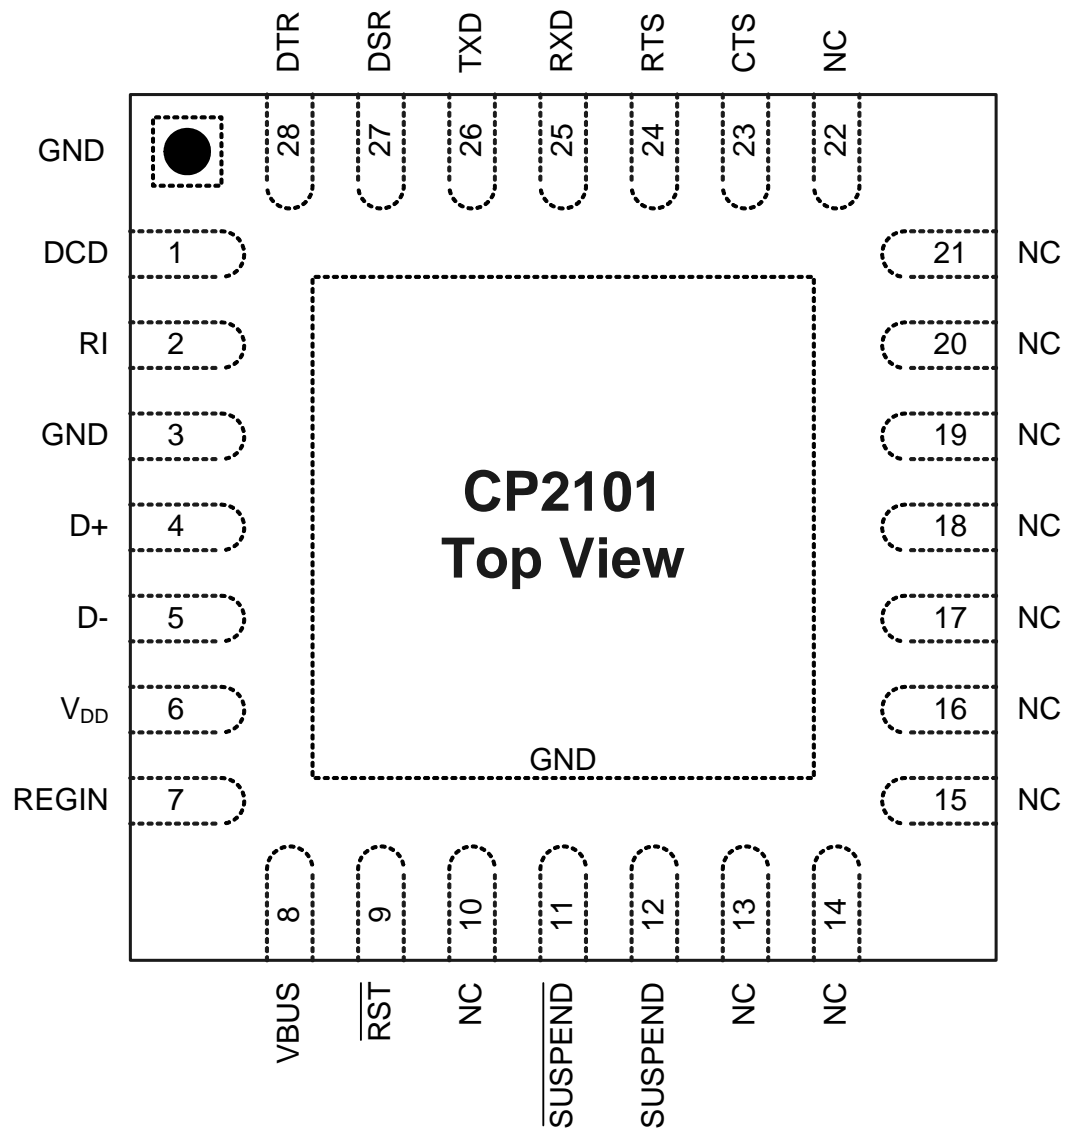 DTR
DSR
TXD
RXD
RTS
CTS
NC
28
27
26
25
24
23
22
GND
DCD 1
RI 2
GND 3
D+ 4
D- 5
VDD 6
REGIN 7
21 NC
20 NC
19 NC
18 NC
17 NC
16 NC
15 NC
CP2101
Top View
GND
8
9
10
11
12
13
14
VBUS
RST
NC
SUSPEND
SUSPEND
NC
NC